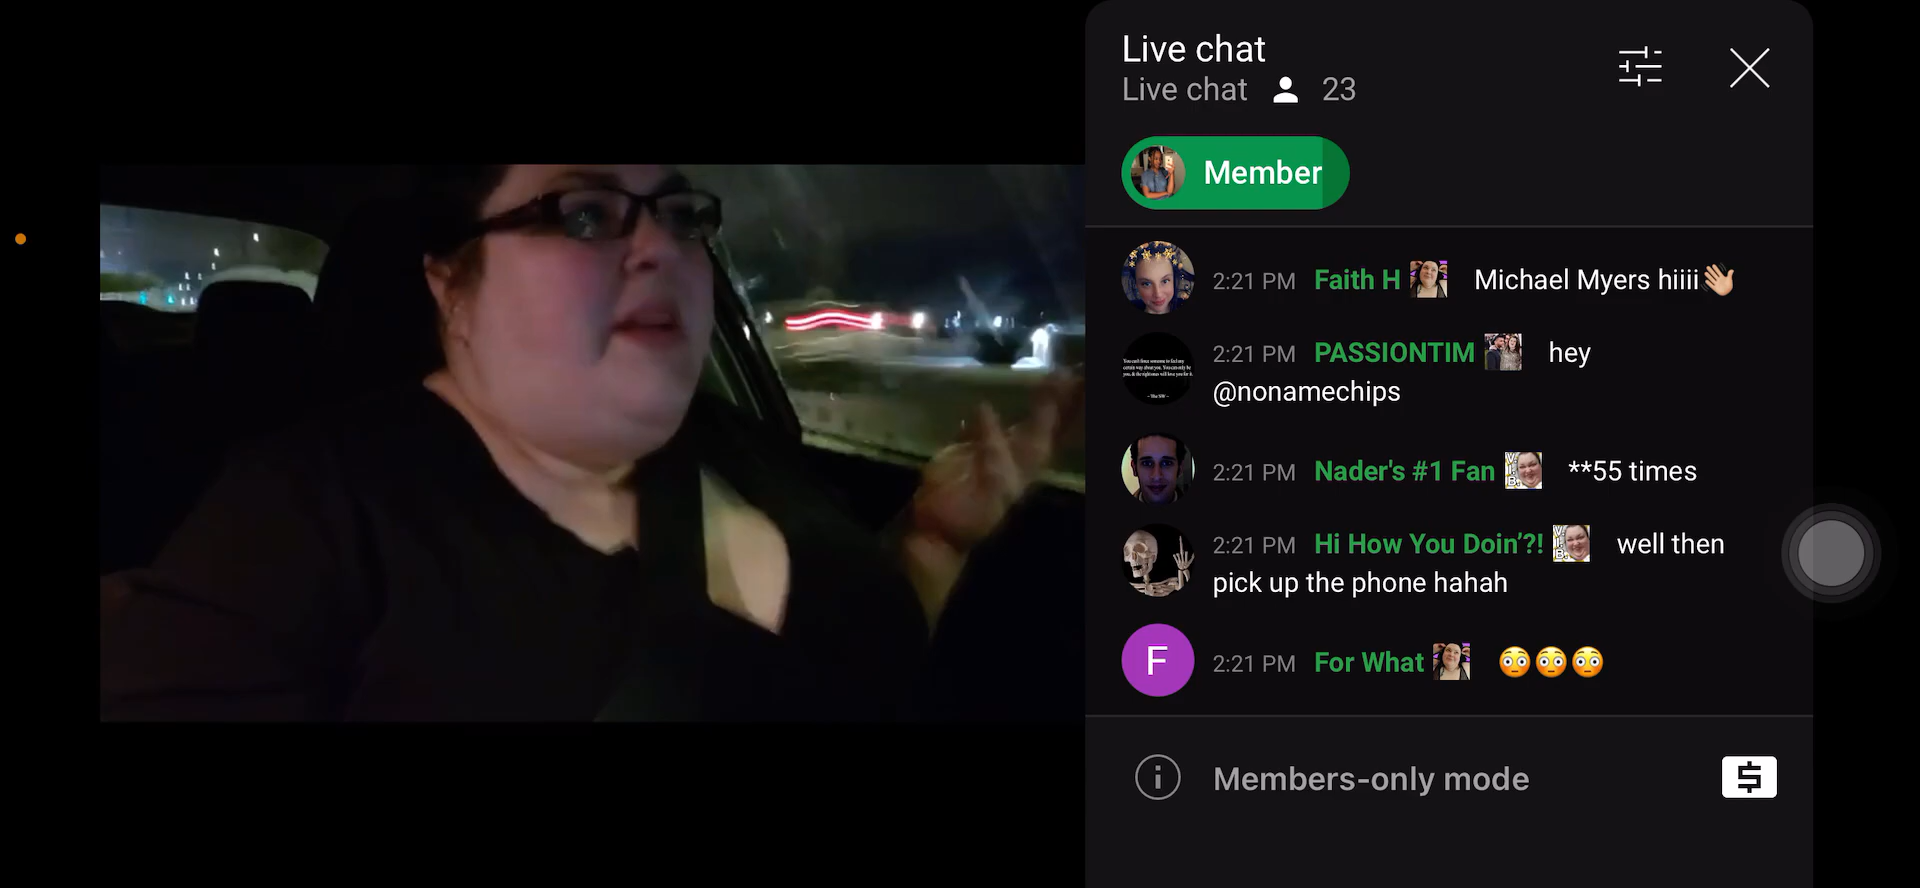 Live chat
Live chat 23
Member
2:21 PM Faith H Michael Myers hiiii👋🏼
2:21 PM PASSIONTIM hey
@nonamechips
2:21 PM Nader's #1 Fan **55 times
2:21 PM Hi How You Doin’?! well then
pick up the phone hahah
F 2:21 PM For What 😳😳😳
Members-only mode
$